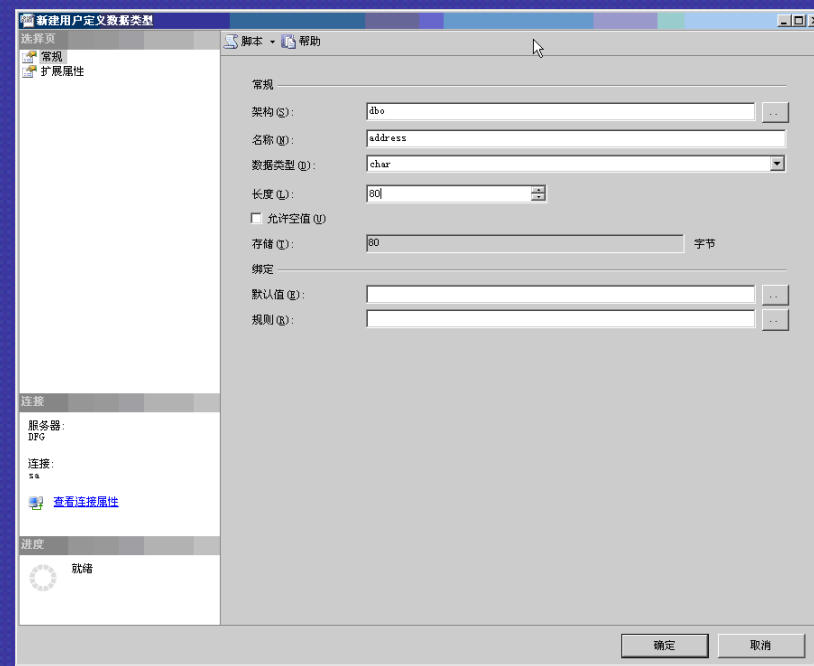 新建用户定义数据类型
选择页
常规
扩展属性
脚本 帮助
常规
架构(S): dbo ..
名称(N): address
数据类型(D): char
长度(L): 80
允许空值(U)
存储(T): 80 字节
绑定
默认值(E): ..
规则(R): ..
连接
服务器:
DFG
连接:
sa
查看连接属性
进度
就绪
确定 取消